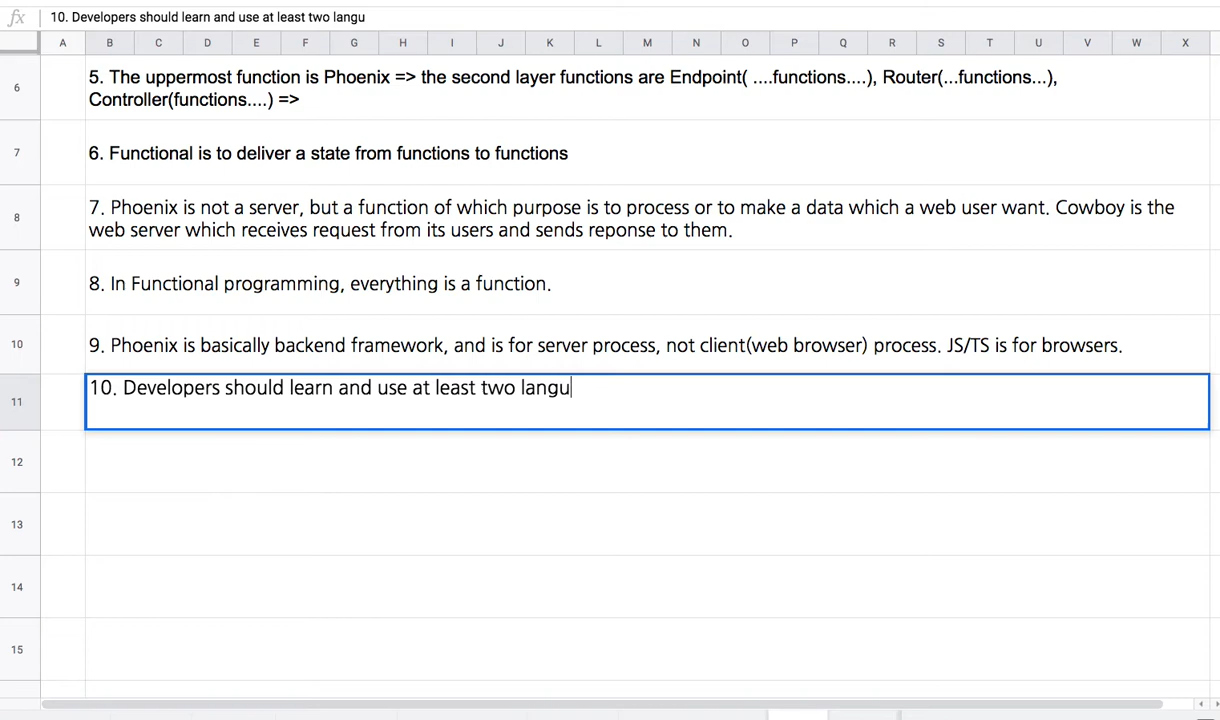 fx 10. Developers should learn and use at least two langu
A B C D E F G H I J K L M N O P Q R S T U V W X
6 5. The uppermost function is Phoenix => the second layer functions are Endpoint( ....functions....), Router(...functions...),
Controller(functions....) =>
7 6. Functional is to deliver a state from functions to functions
8 7. Phoenix is not a server, but a function of which purpose is to process or to make a data which a web user want. Cowboy is the
web server which receives request from its users and sends reponse to them.
9 8. In Functional programming, everything is a function.
10 9. Phoenix is basically backend framework, and is for server process, not client(web browser) process. JS/TS is for browsers.
11 10. Developers should learn and use at least two langu
12
13
14
15